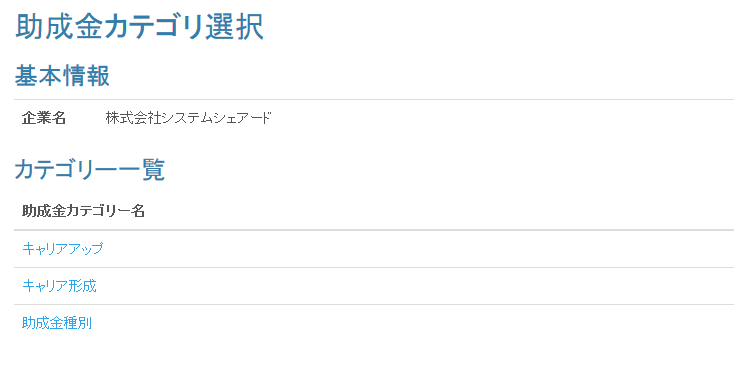 助成金カテゴリ選択
基本情報
企業名 株式会社システムシェアード
カテゴリー一覧
助成金カテゴリー名
キャリアアップ
キャリア形成
助成金種別